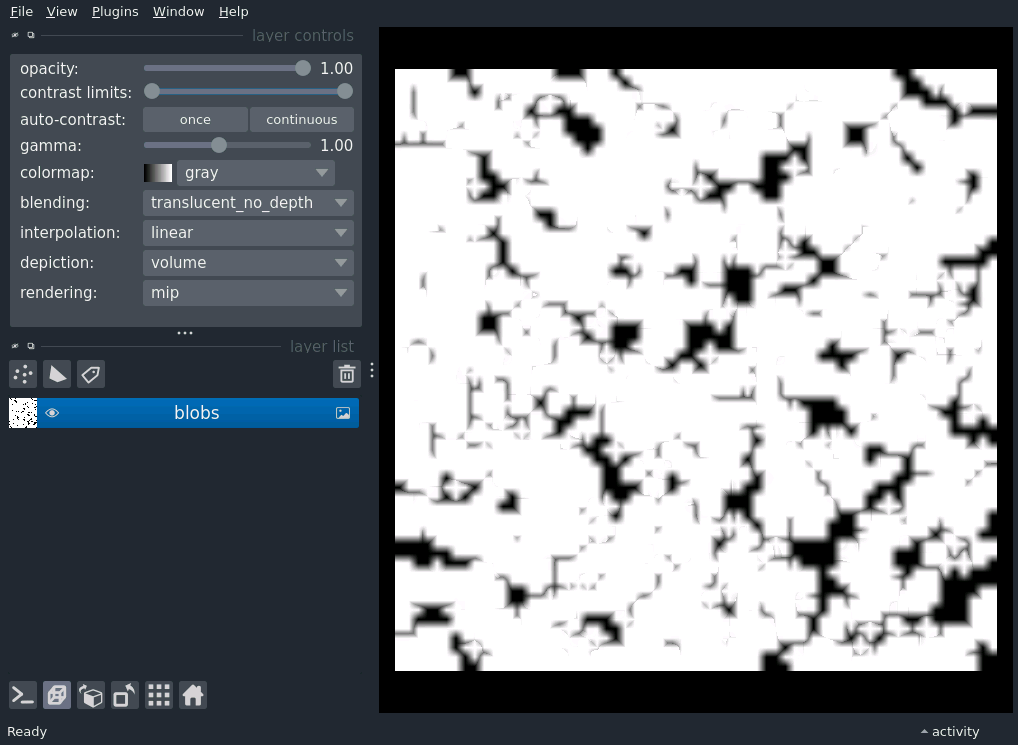 File View Plugins Window Help
layer controls
opacity: 1.00
contrast limits:
auto-contrast: once continuous
gamma: 1.00
colormap: gray
blending: translucent_no_depth
interpolation: linear
depiction: volume
rendering: mip
layer list
blobs
Ready activity